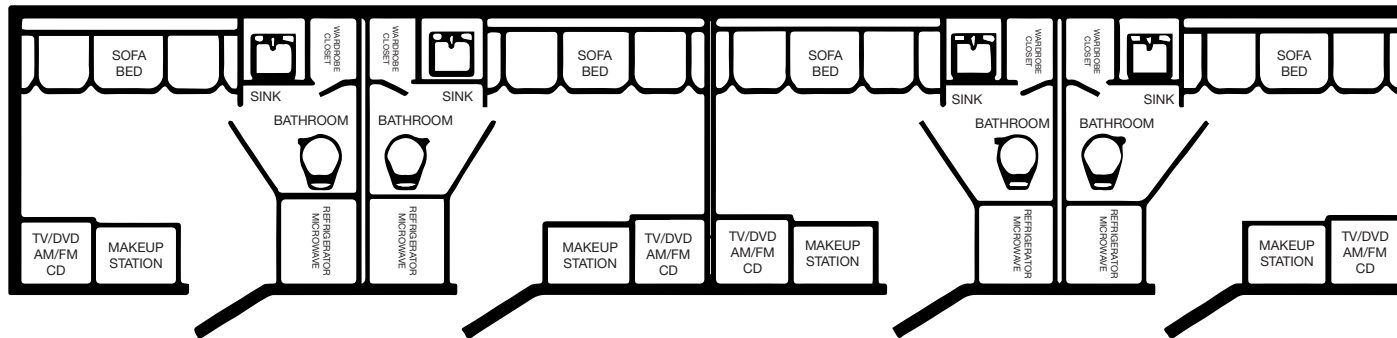 SOFA
BED
SINK
WARDROBE
CLOSET
BATHROOM
TV/DVD
AM/FM
CD
MAKEUP
STATION
REFRIGERATOR
MICROWAVE
WARDROBE
CLOSET
SINK
BATHROOM
SOFA
BED
REFRIGERATOR
MICROWAVE
MAKEUP
STATION
TV/DVD
AM/FM
CD
SOFA
BED
SINK
WARDROBE
CLOSET
BATHROOM
TV/DVD
AM/FM
CD
MAKEUP
STATION
REFRIGERATOR
MICROWAVE
WARDROBE
CLOSET
SINK
BATHROOM
SOFA
BED
REFRIGERATOR
MICROWAVE
MAKEUP
STATION
TV/DVD
AM/FM
CD